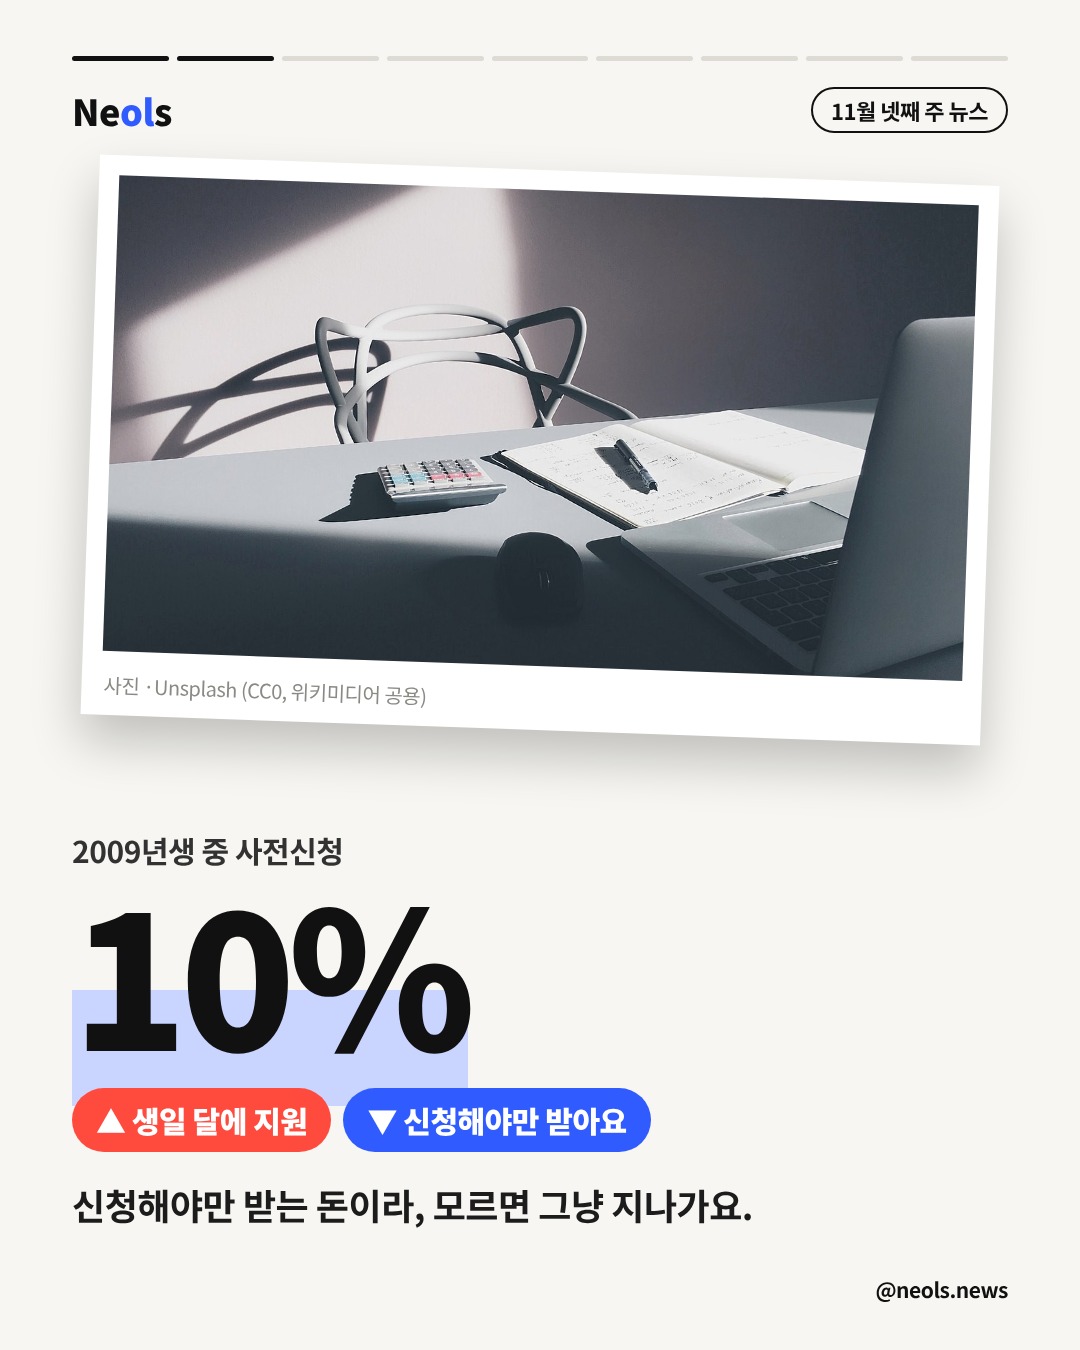 Neols
11월 넷째 주 뉴스
사진 · Unsplash (CC0, 위키미디어 공용)
2009년생 중 사전신청
10%
▲ 생일 달에 지원
▼ 신청해야만 받아요
신청해야만 받는 돈이라, 모르면 그냥 지나가요.
@neols.news